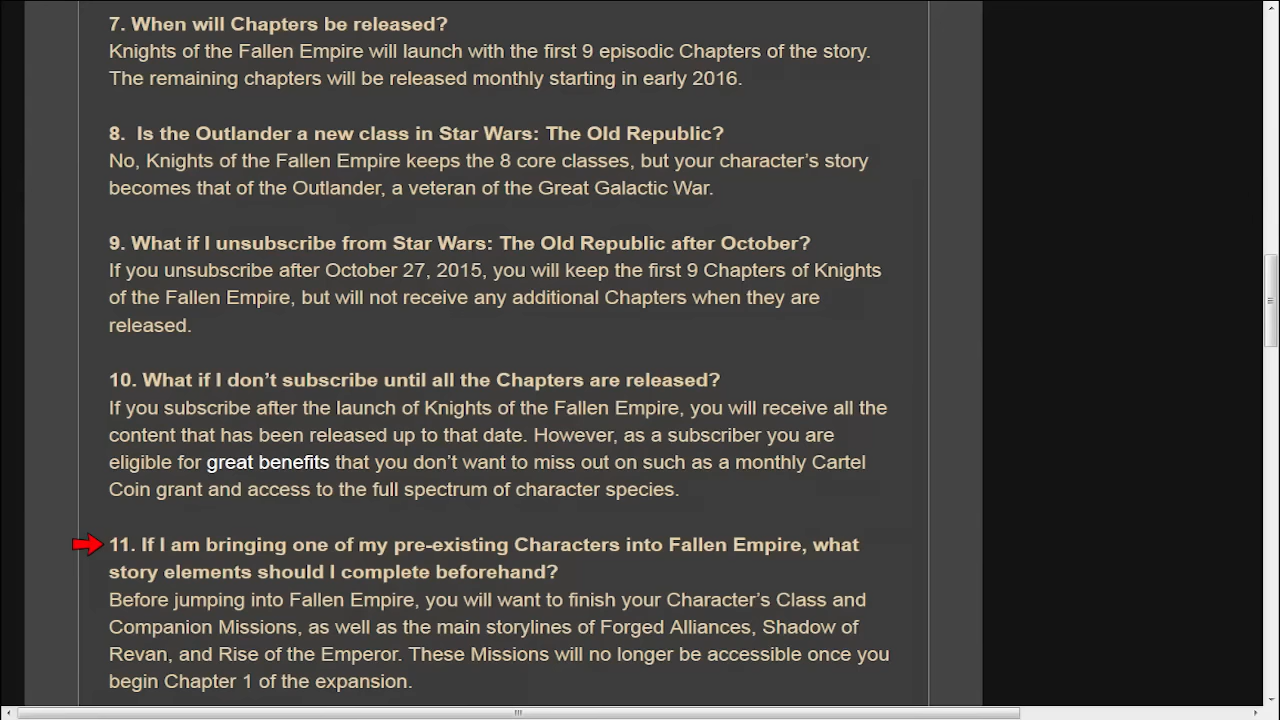 7. When will Chapters be released?
Knights of the Fallen Empire will launch with the first 9 episodic Chapters of the story.
The remaining chapters will be released monthly starting in early 2016.
8.  Is the Outlander a new class in Star Wars: The Old Republic?
No, Knights of the Fallen Empire keeps the 8 core classes, but your character's story
becomes that of the Outlander, a veteran of the Great Galactic War.
9. What if I unsubscribe from Star Wars: The Old Republic after October?
If you unsubscribe after October 27, 2015, you will keep the first 9 Chapters of Knights
of the Fallen Empire, but will not receive any additional Chapters when they are
released.
10. What if I don't subscribe until all the Chapters are released?
If you subscribe after the launch of Knights of the Fallen Empire, you will receive all the
content that has been released up to that date. However, as a subscriber you are
eligible for great benefits that you don't want to miss out on such as a monthly Cartel
Coin grant and access to the full spectrum of character species.
11. If I am bringing one of my pre-existing Characters into Fallen Empire, what
story elements should I complete beforehand?
Before jumping into Fallen Empire, you will want to finish your Character's Class and
Companion Missions, as well as the main storylines of Forged Alliances, Shadow of
Revan, and Rise of the Emperor. These Missions will no longer be accessible once you
begin Chapter 1 of the expansion.